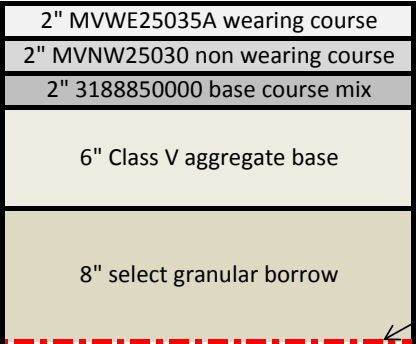 2" MVWE25035A wearing course
2" MVNW25030 non wearing course
2" 3188850000 base course mix
6" Class V aggregate base
8" select granular borrow